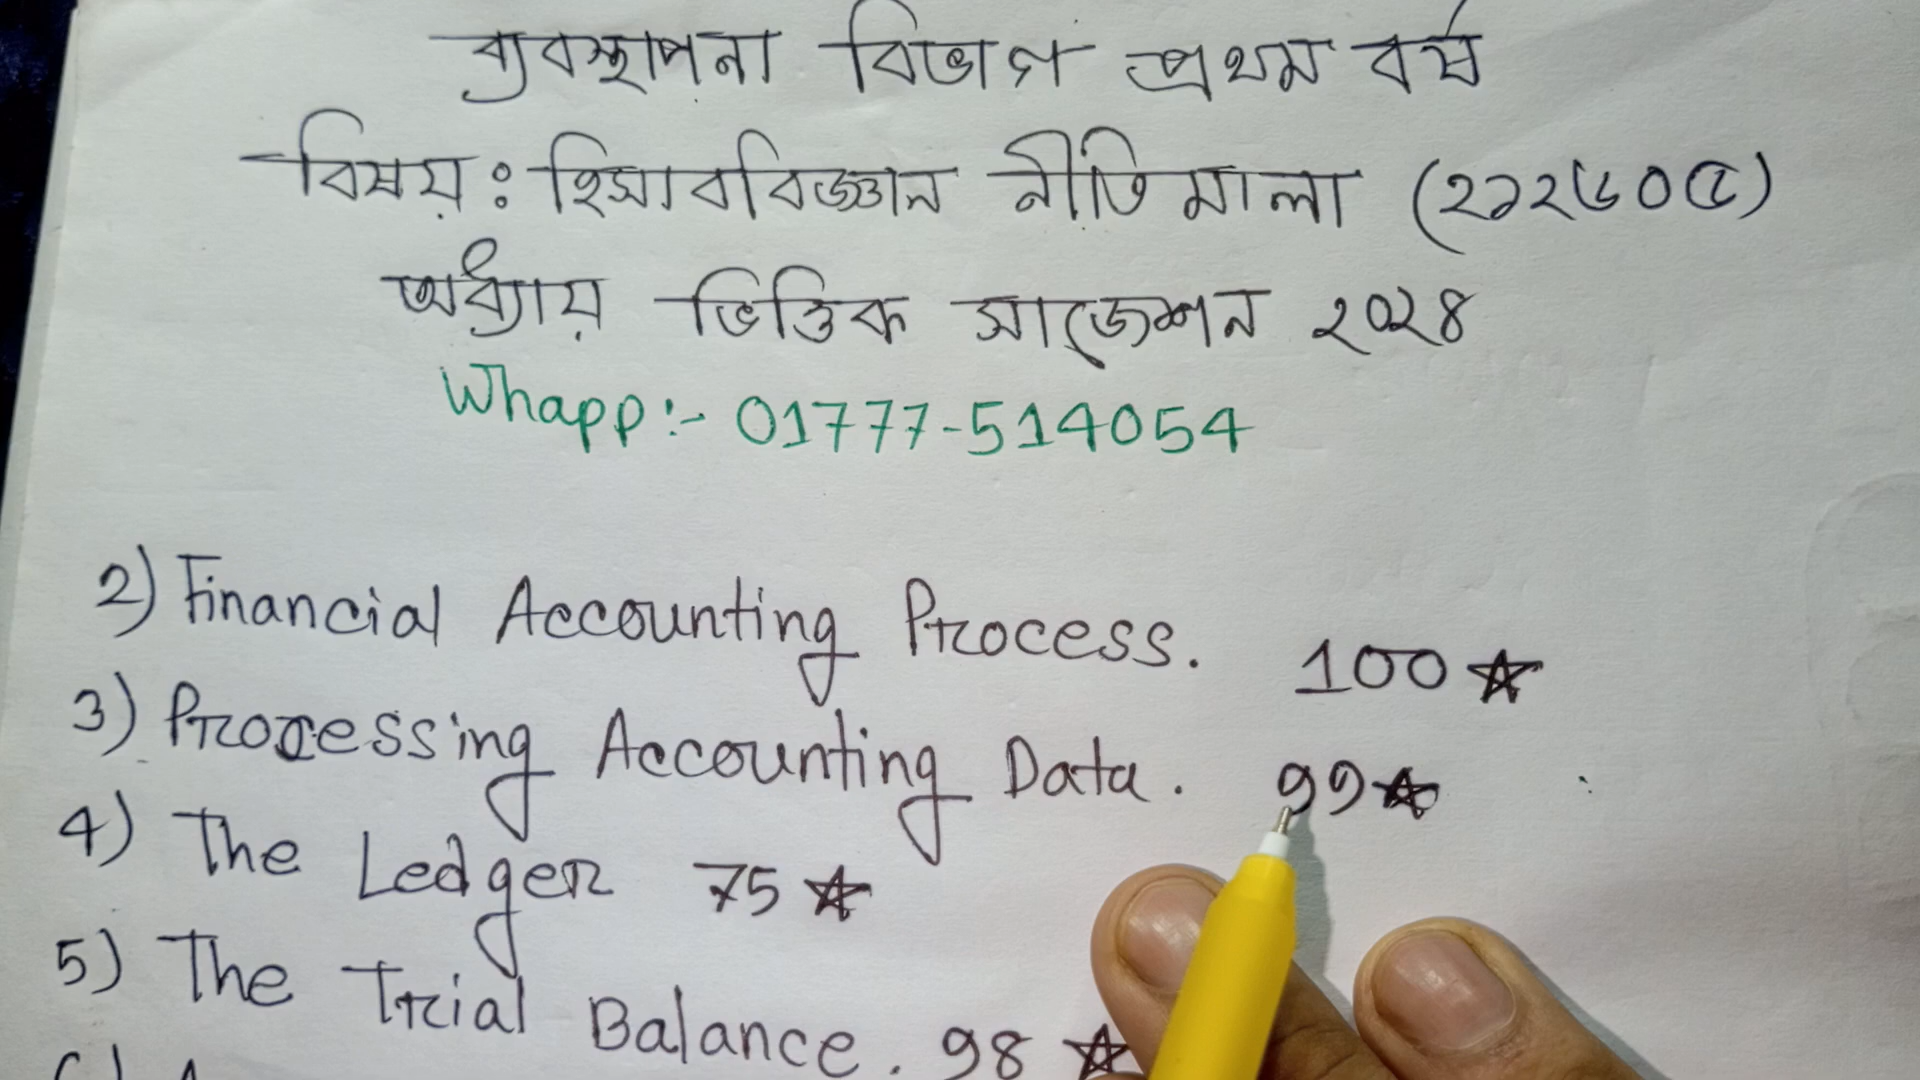 ব্যবস্থাপনা বিভাগ প্রথম বর্ষ
বিষয়ঃ হিসাববিজ্ঞান নীতিমালা (২১২৬০৫)
অধ্যায় ভিত্তিক সাজেশন ২০২৪
Whapp:- 01777-514054
2) Financial Accounting Process. 100
3) Processing Accounting Data. 99
4) The Ledger 75
5) The Trial Balance. 98